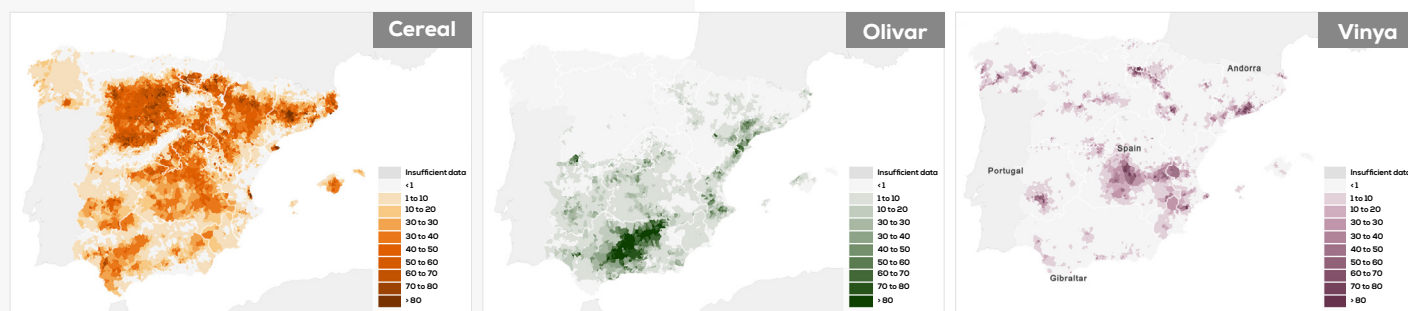 Cereal
Insufficient data
<1
1 to 10
10 to 20
30 to 30
30 to 40
40 to 50
50 to 60
60 to 70
70 to 80
> 80
Olivar
Insufficient data
<1
1 to 10
10 to 20
30 to 30
30 to 40
40 to 50
50 to 60
60 to 70
70 to 80
> 80
Vinya
Andorra
Spain
Portugal
Gibraltar
Insufficient data
<1
1 to 10
10 to 20
30 to 30
30 to 40
40 to 50
50 to 60
60 to 70
70 to 80
> 80